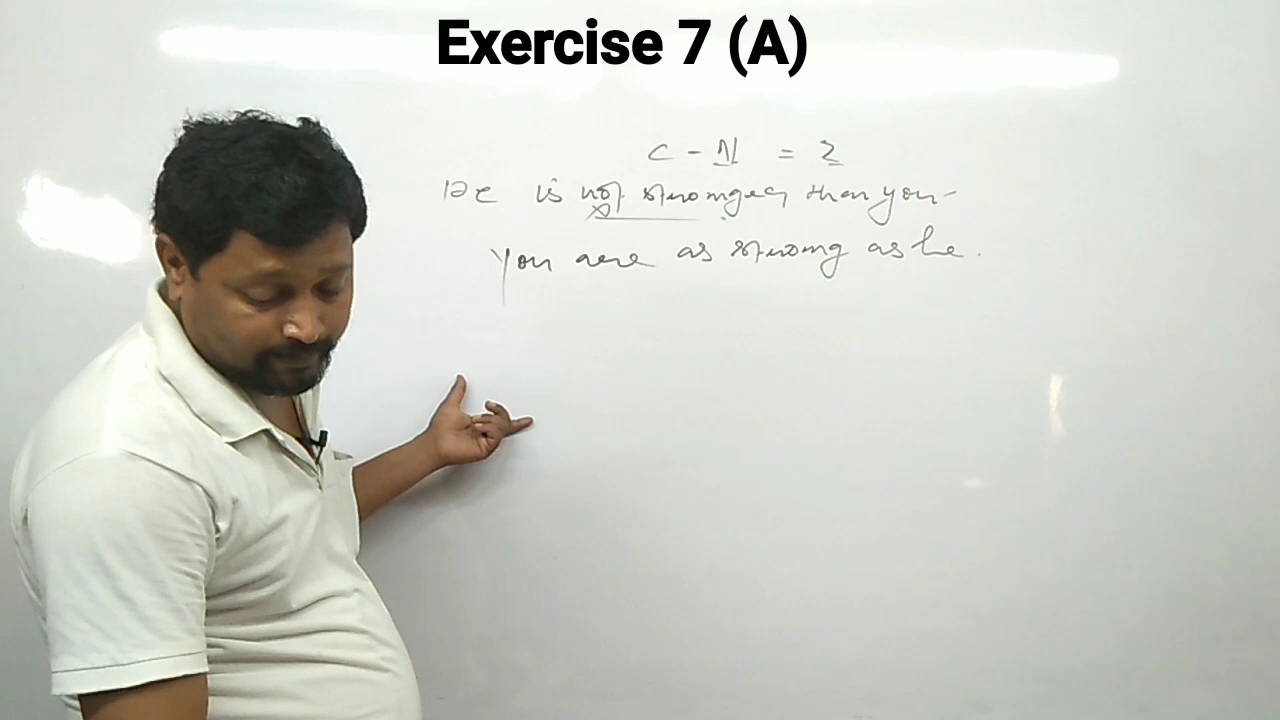 Exercise 7 (A)
C - N = 2
He is not stronger than you-
You are as strong as he.